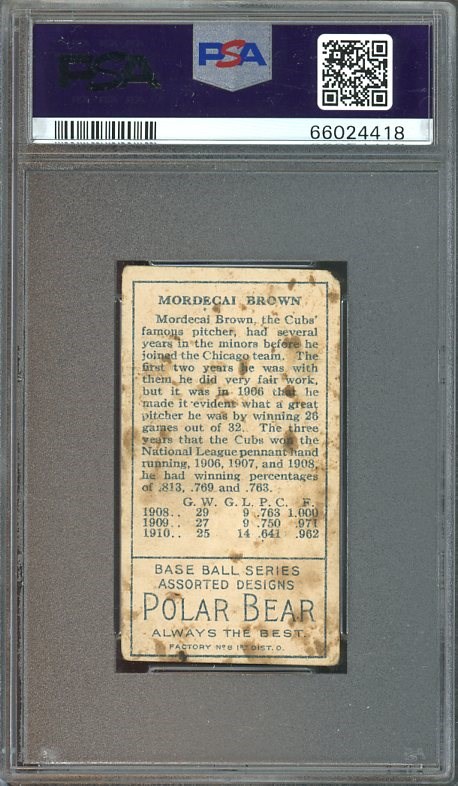 PSA
PSA
66024418
MORDECAI BROWN
Mordecai Brown, the Cubs'
famous pitcher, had several
years in the minors before he
joined the Chicago team. The
first two years he was with
them, he did very fair work,
but it was in 1906 that he
made it evident what a great
pitcher he was by winning 26
games out of 32. The three
years that the Cubs won the
National League pennant hand
running, 1906, 1907, and 1908,
he had winning percentages
of .813, .769 and .763.
G. W. G. L. P. C. F.
1908.. 29 9 .763 1.000
1909.. 27 9 .750 .971
1910.. 25 14 .641 .962
BASE BALL SERIES
ASSORTED DESIGNS
POLAR BEAR
ALWAYS THE BEST.
FACTORY Nº 8 1ST DIST. O.